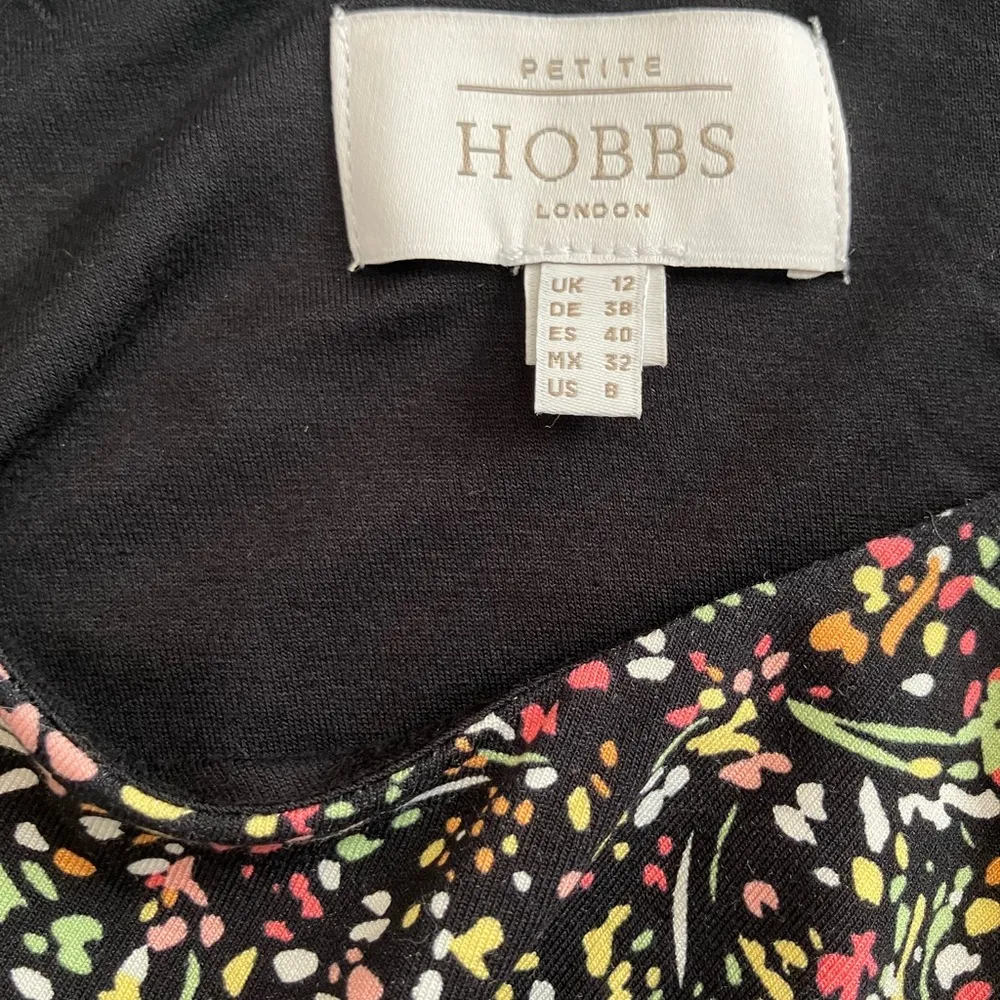 PETITE
HOBBS
LONDON
UK 12
DE 38
ES 40
MX 32
US 8